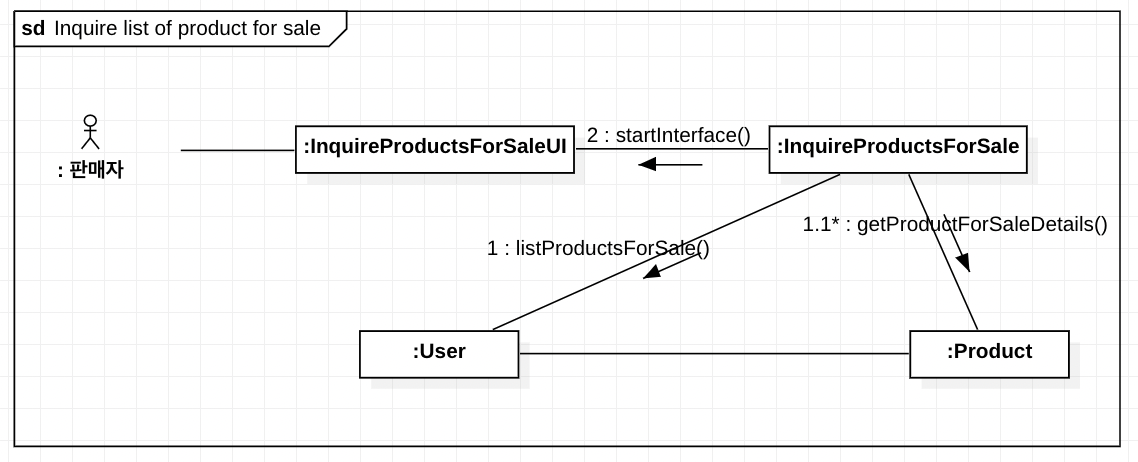 sd Inquire list of product for sale
: 판매자
:InquireProductsForSaleUI
2 : startInterface()
:InquireProductsForSale
1.1* : getProductForSaleDetails()
1 : listProductsForSale()
:User
:Product